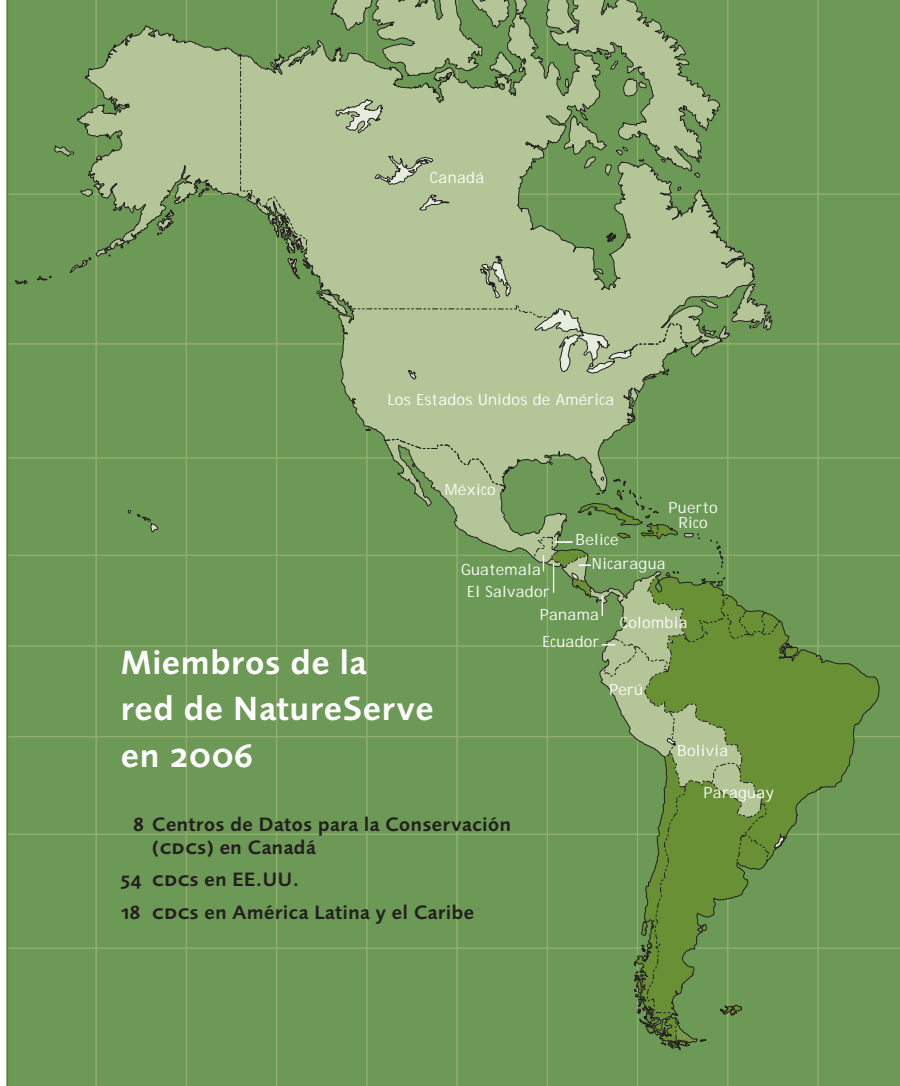 Canadá
Los Estados Unidos de América
México
Puerto
Rico
Belice
Nicaragua
Guatemala
El Salvador
Panama
Colombia
Ecuador
Perú
Bolivia
Paraguay
Miembros de la
red de NatureServe
en 2006
8 Centros de Datos para la Conservación
(CDCs) en Canadá
54 CDCs en EE.UU.
18 CDCs en América Latina y el Caribe